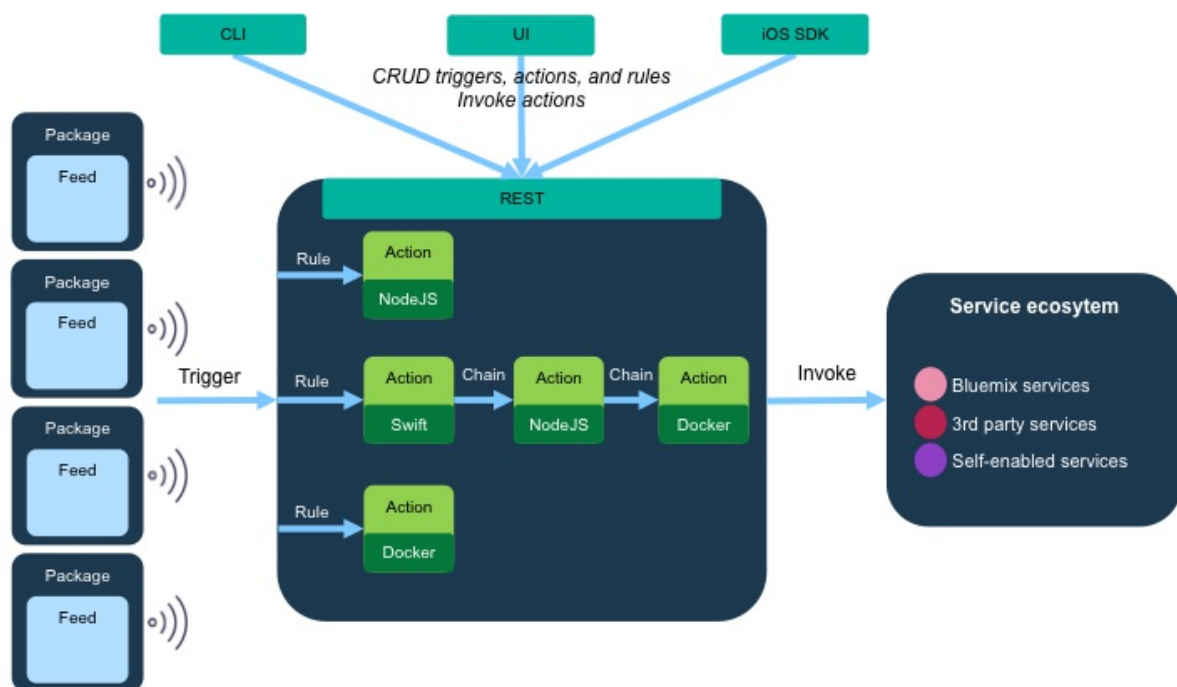 CLI
UI
iOS SDK
CRUD triggers, actions, and rules
Invoke actions
Package
Feed
Package
Feed
Package
Feed
Package
Feed
Trigger
REST
Rule
Action
NodeJS
Rule
Action
Swift
Chain
Action
NodeJS
Chain
Action
Docker
Rule
Action
Docker
Invoke
Service ecosytem
Bluemix services
3rd party services
Self-enabled services